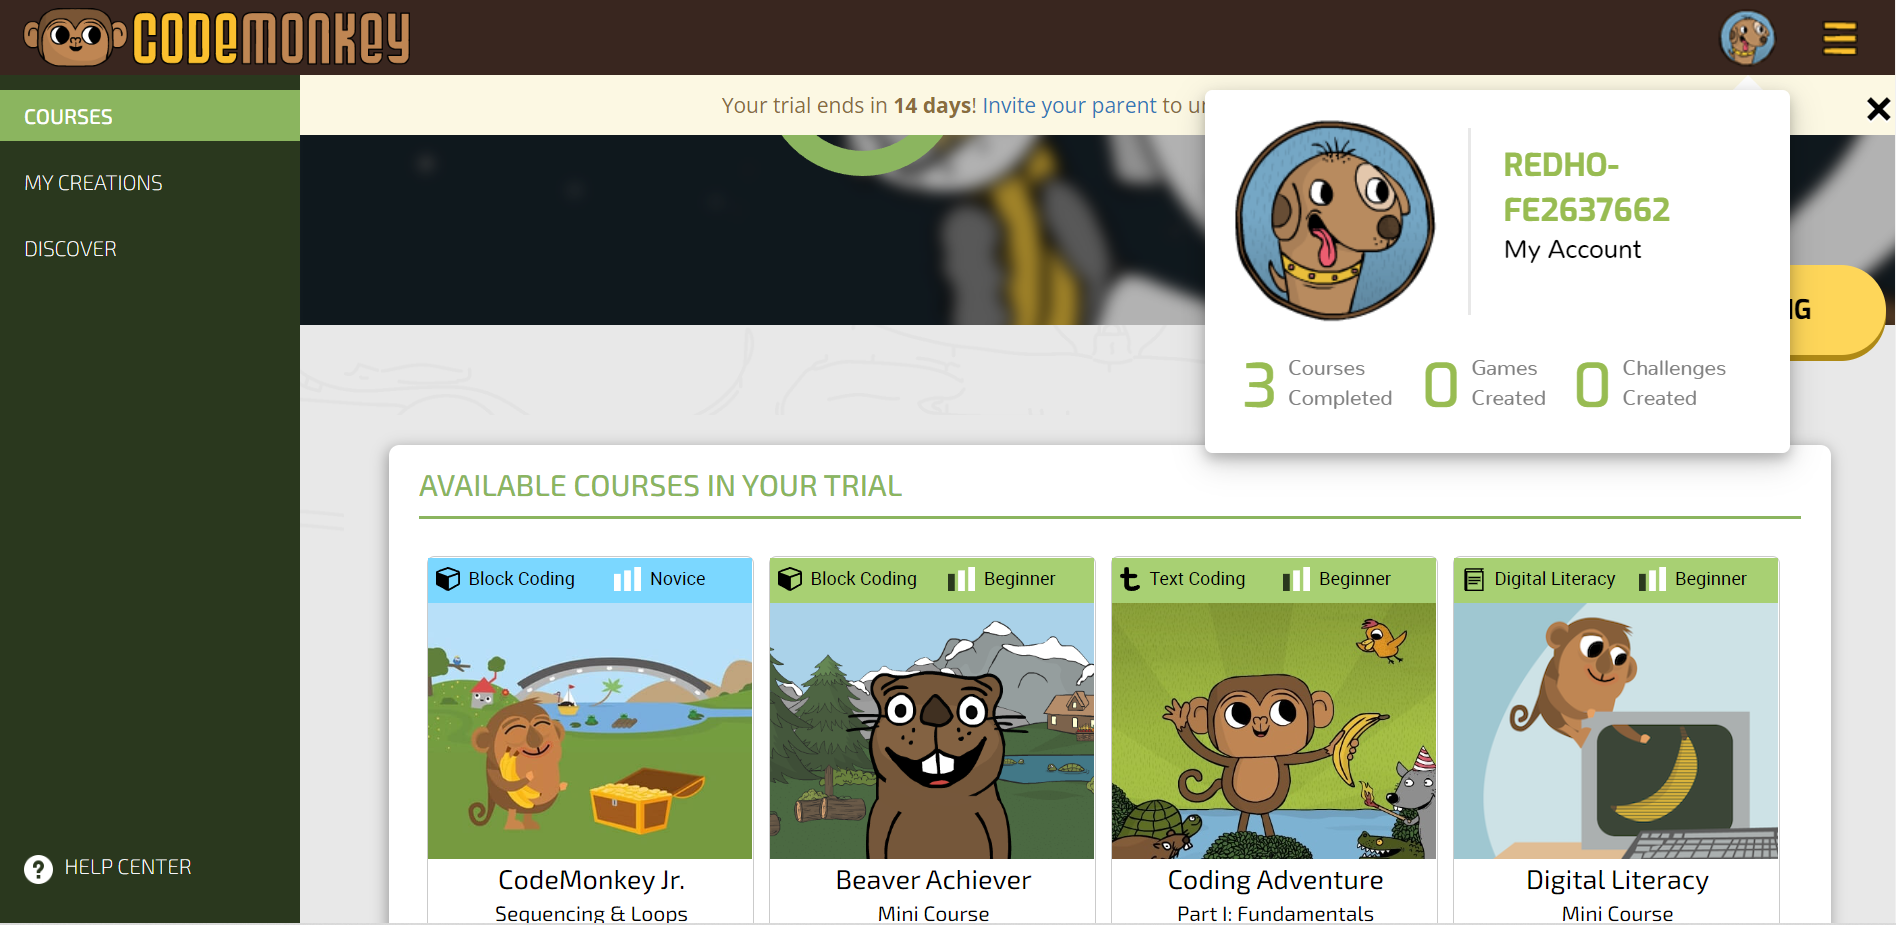 CODEMONKEY
COURSES
MY CREATIONS
DISCOVER
HELP CENTER
Your trial ends in 14 days! Invite your parent to
REDHO-
FE2637662
My Account
3 Courses Completed
0 Games Created
0 Challenges Created
AVAILABLE COURSES IN YOUR TRIAL
Block Coding Novice
CodeMonkey Jr.
Sequencing & Loops
Block Coding Beginner
Beaver Achiever
Mini Course
Text Coding Beginner
Coding Adventure
Part I: Fundamentals
Digital Literacy Beginner
Digital Literacy
Mini Course